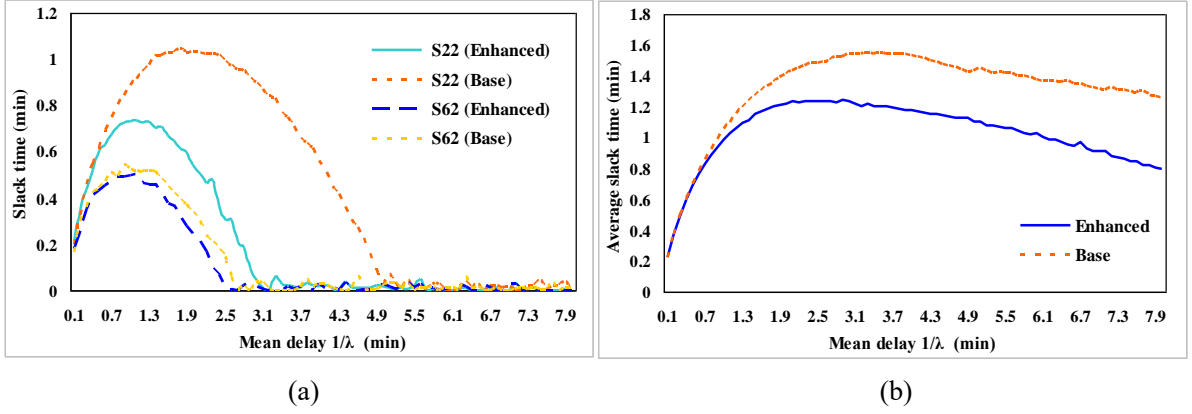 1.2
1
0.8
0.6
0.4
0.2
0
Slack time (min)
S22 (Enhanced)
S22 (Base)
S62 (Enhanced)
S62 (Base)
0.1 0.7 1.3 1.9 2.5 3.1 3.7 4.3 4.9 5.5 6.1 6.7 7.3 7.9
Mean delay 1/λ (min)
(a)
1.8
1.6
1.4
1.2
1
0.8
0.6
0.4
0.2
0
Average slack time (min)
Enhanced
Base
0.1 0.7 1.3 1.9 2.5 3.1 3.7 4.3 4.9 5.5 6.1 6.7 7.3 7.9
Mean delay 1/λ (min)
(b)